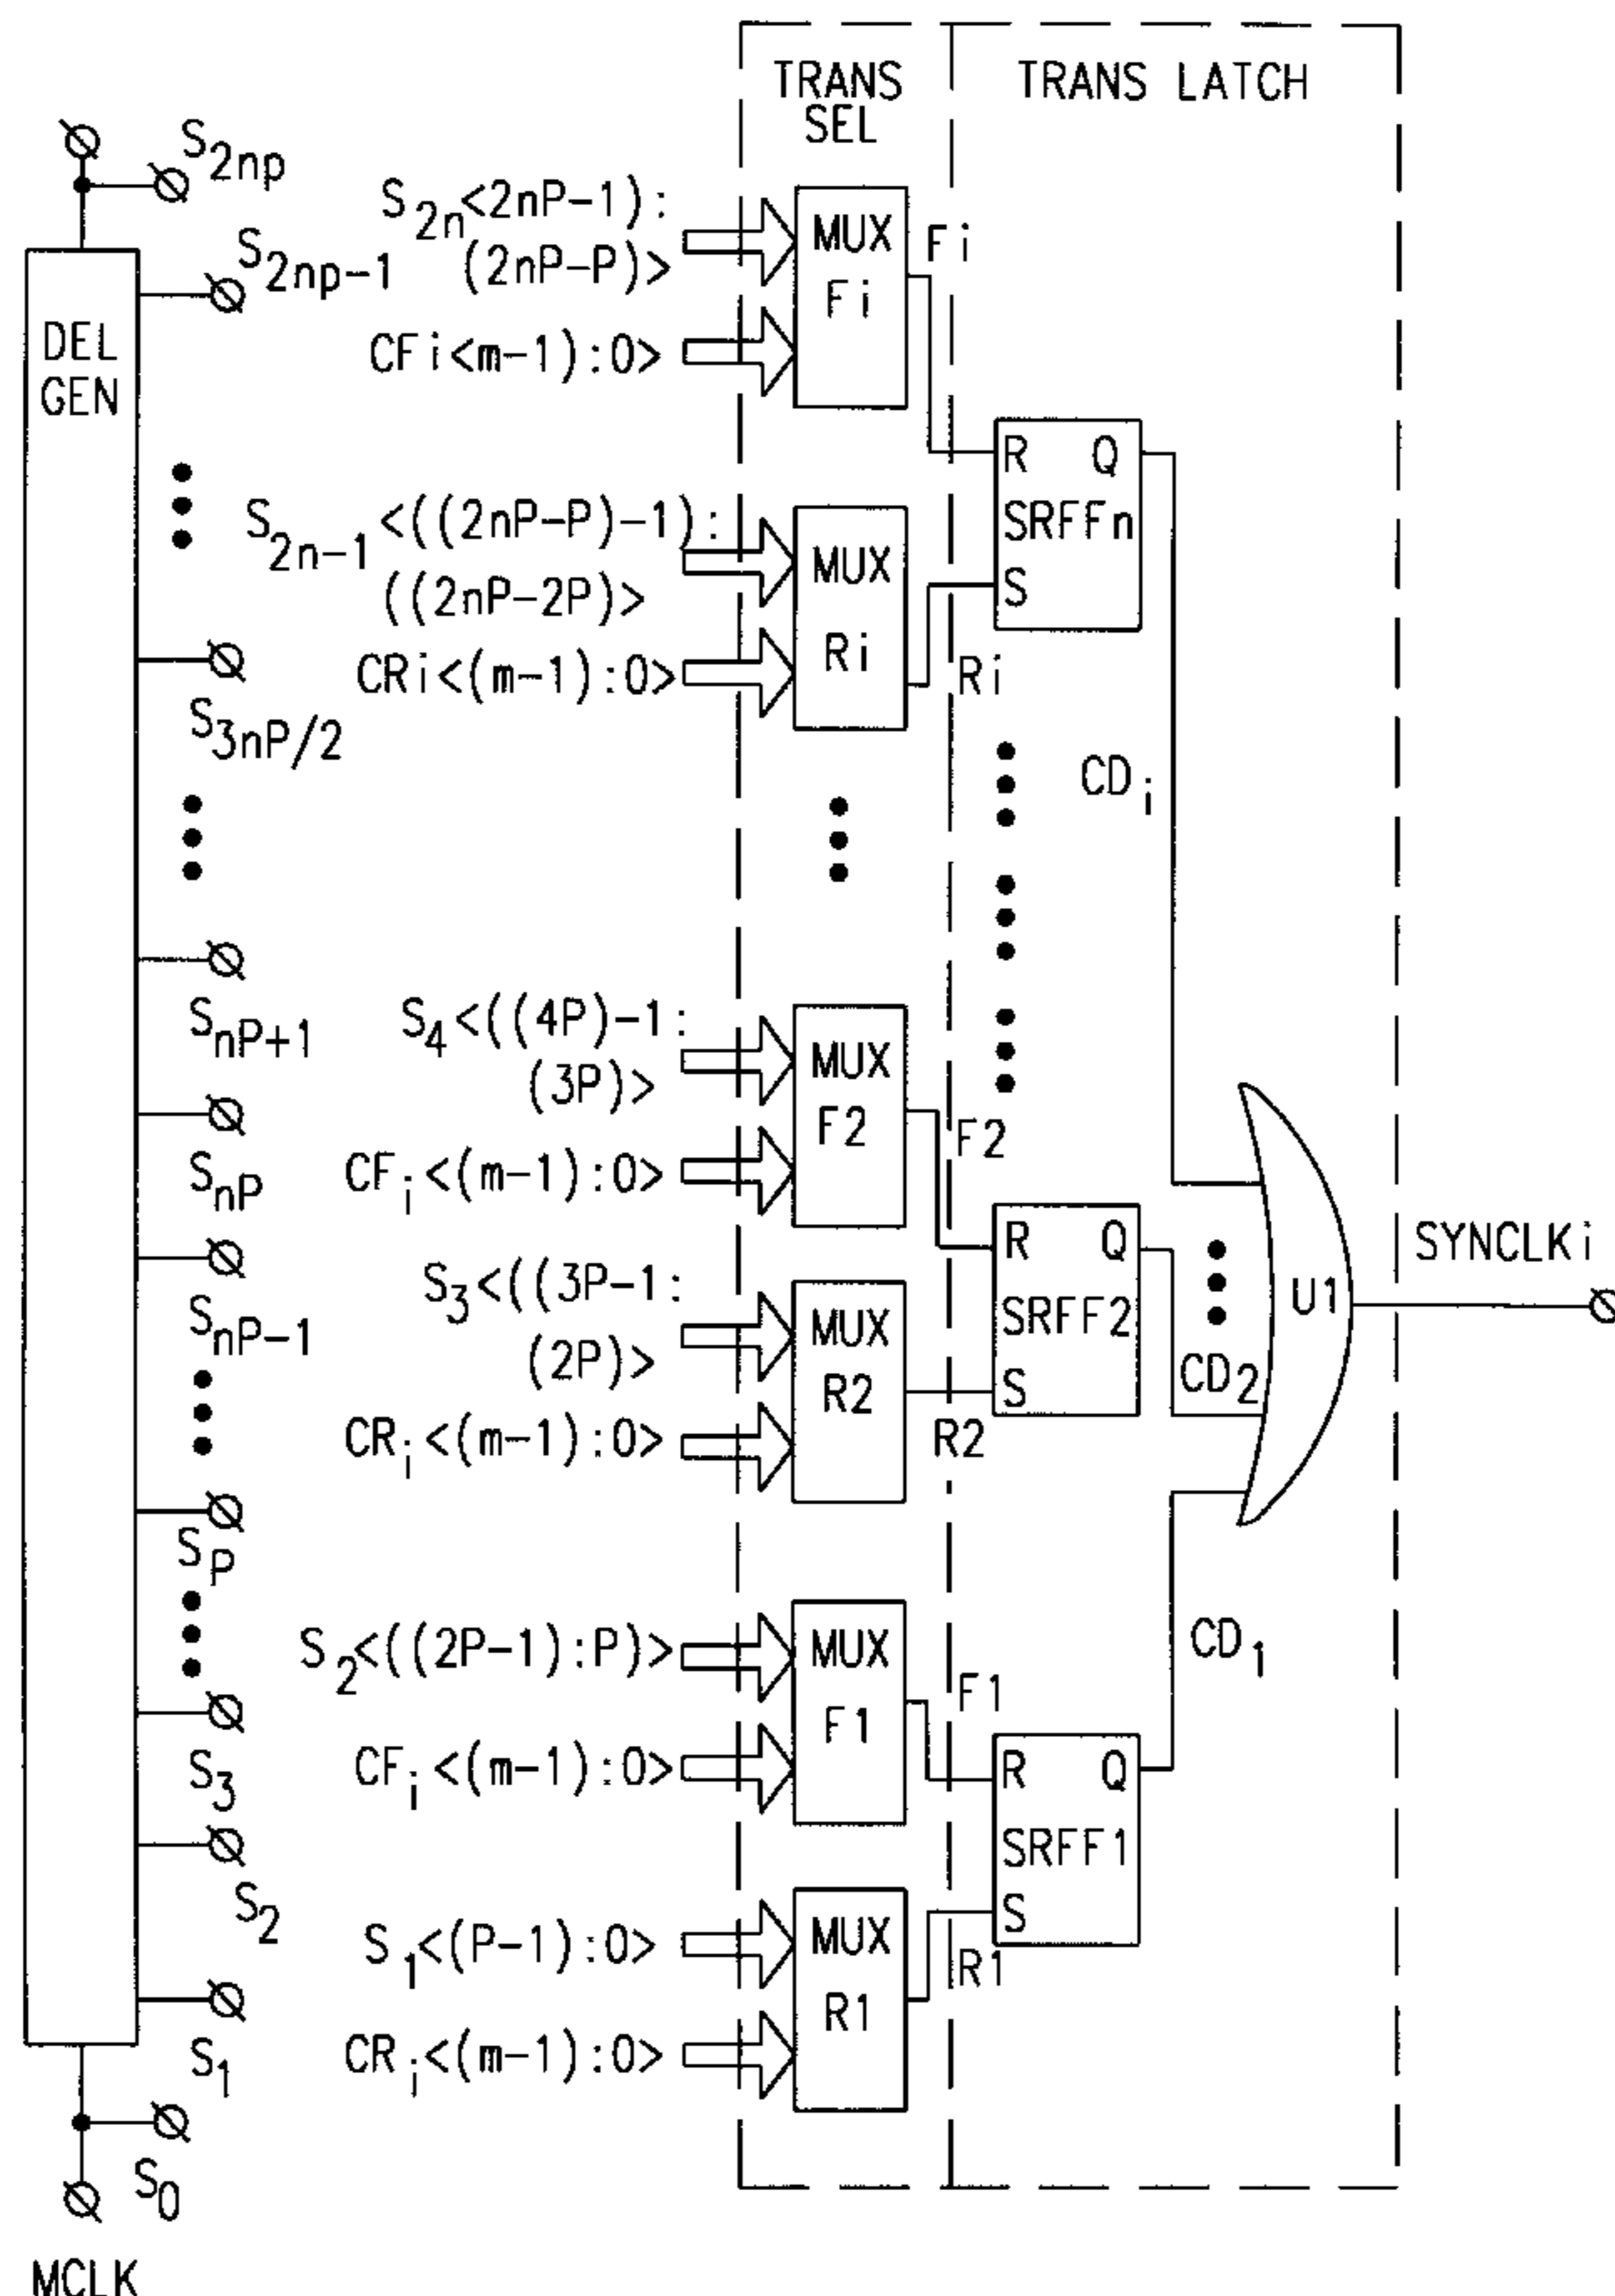 TRANS
SEL
TRANS LATCH
S2np
S2np-1
DEL
GEN
S3nP/2
SnP+1
SnP
SnP-1
SP
S3
S2
S1
S0
MCLK
S2n<2nP-1):
(2nP-P)>
CFi<m-1):0>
MUX
Fi
Fi
S2n-1<((2nP-P)-1):
((2nP-2P)>
CRi<(m-1):0>
MUX
Ri
Ri
R Q
SRFFn
S
CDi
S4<((4P)-1:
(3P)>
CFi<(m-1):0>
MUX
F2
F2
S3<((3P-1:
(2P)>
CRi<(m-1):0>
MUX
R2
R2
R Q
SRFF2
S
CD2
U1
SYNCLKi
S2<((2P-1):P)>
CFi<(m-1):0>
MUX
F1
F1
S1<(P-1):0>
CRi<(m-1):0>
MUX
R1
R1
R Q
SRFF1
S
CD1